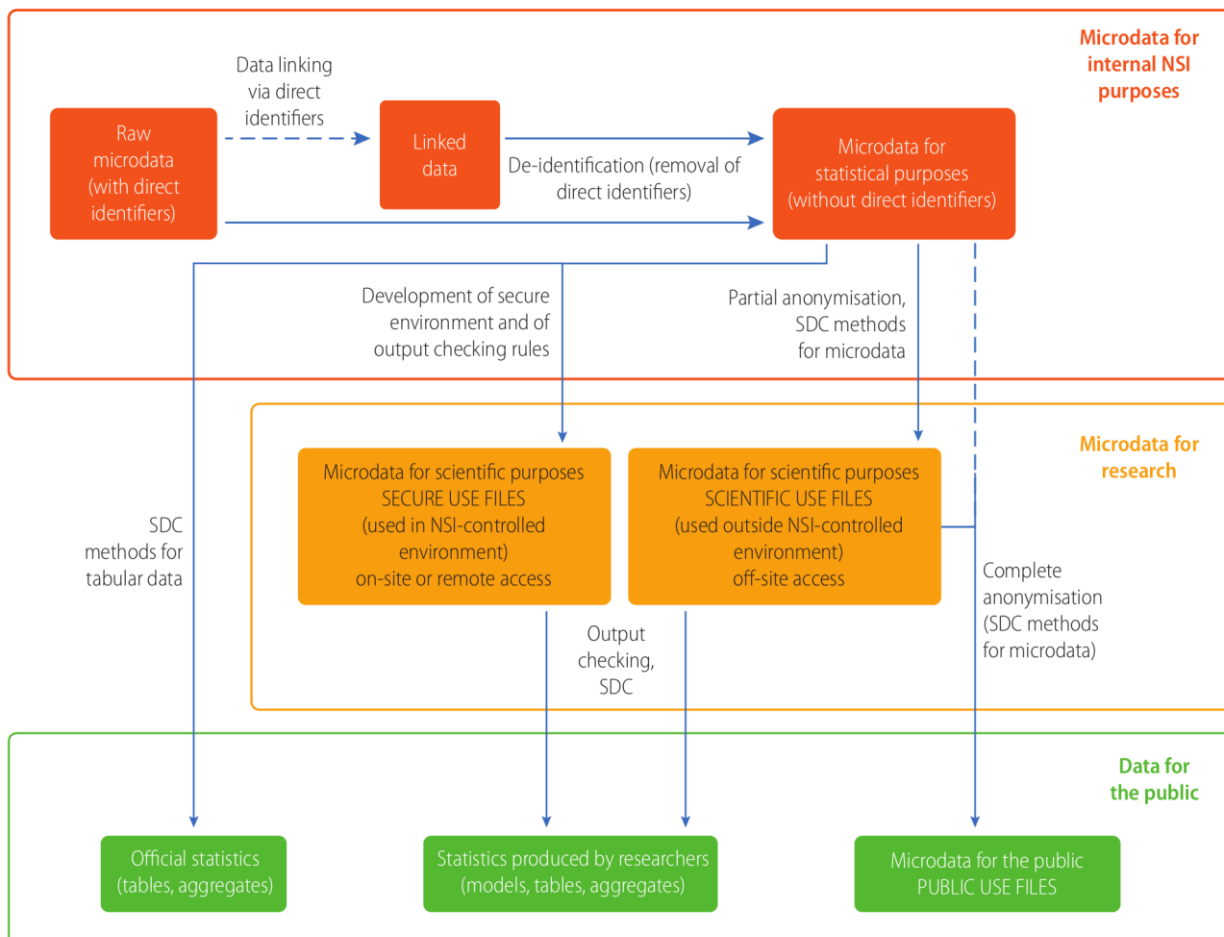 Microdata for
internal NSI
purposes
Data linking
via direct
identifiers
Raw
microdata
(with direct
identifiers)
Linked
data
De-identification (removal of
direct identifiers)
Microdata for
statistical purposes
(without direct identifiers)
Development of secure
environment and of
output checking rules
Partial anonymisation,
SDC methods
for microdata
Microdata for
research
Microdata for scientific purposes
SECURE USE FILES
(used in NSI-controlled
environment)
on-site or remote access
Microdata for scientific purposes
SCIENTIFIC USE FILES
(used outside NSI-controlled
environment)
off-site access
SDC
methods for
tabular data
Complete
anonymisation
(SDC methods
for microdata)
Output
checking,
SDC
Data for
the public
Official statistics
(tables, aggregates)
Statistics produced by researchers
(models, tables, aggregates)
Microdata for the public
PUBLIC USE FILES